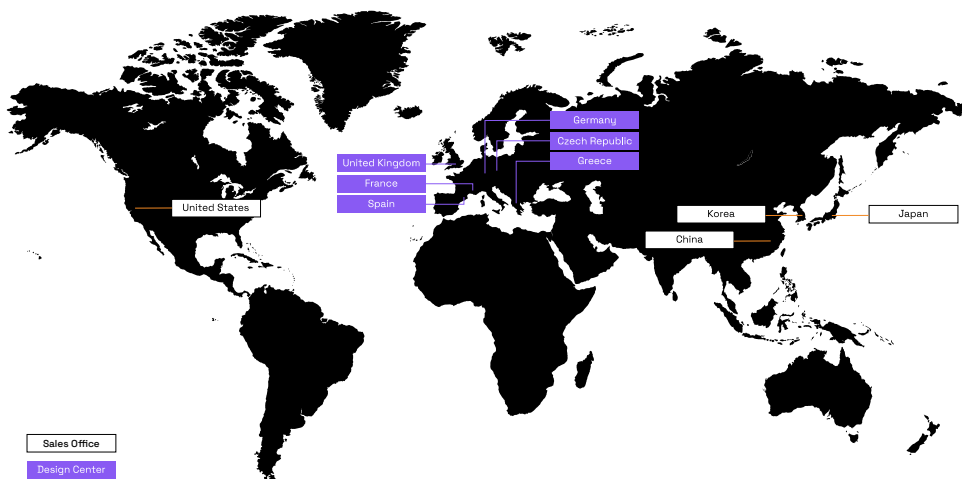 Germany
Czech Republic
United Kingdom
Greece
France
Spain
United States
Korea
Japan
China
Sales Office
Design Center